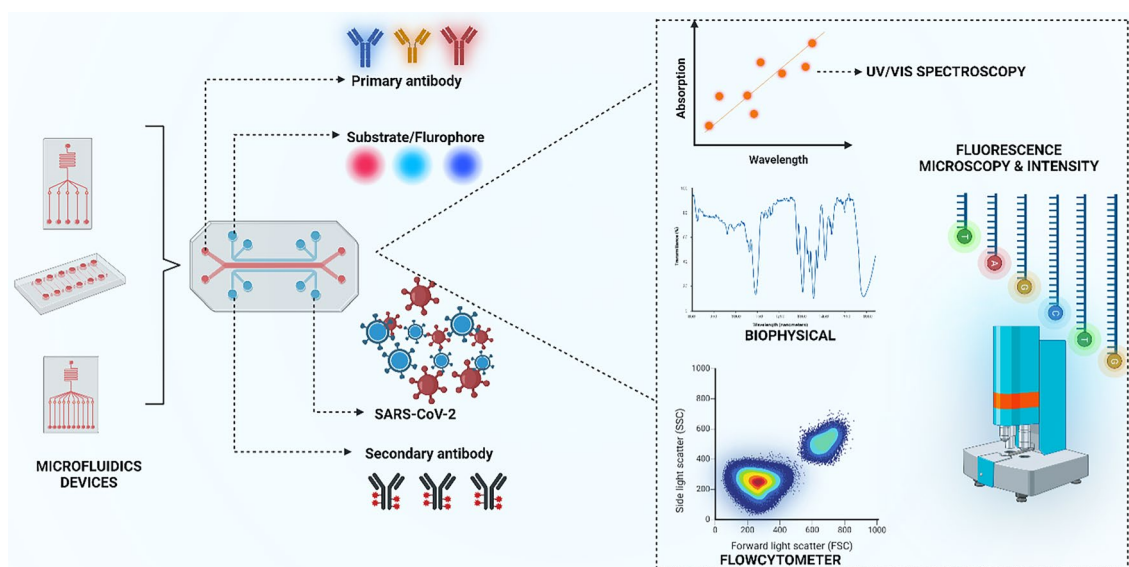 Primary antibody
Substrate/Flurophore
MICROFLUIDICS
DEVICES
SARS-CoV-2
Secondary antibody
Absorption
Wavelength
UV/VIS SPECTROSCOPY
FLUORESCENCE
MICROSCOPY & INTENSITY
T
A
G
C
T
G
Wavelength (nanometers)
BIOPHYSICAL
Side light scatter (SSC)
1000
800
600
400
200
0
0 200 400 600 800 1000
Forward light scatter (FSC)
FLOWCYTOMETER